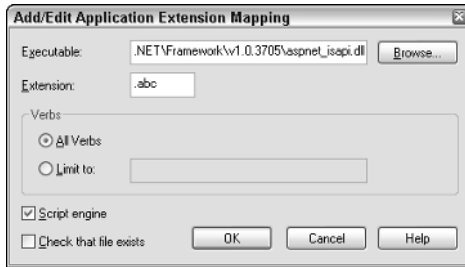 Add/Edit Application Extension Mapping
Executable: .NET\Framework\v1.0.3705\aspnet_isapi.dll Browse...
Extension: .abc
Verbs
All Verbs
Limit to:
Script engine
Check that file exists OK Cancel Help